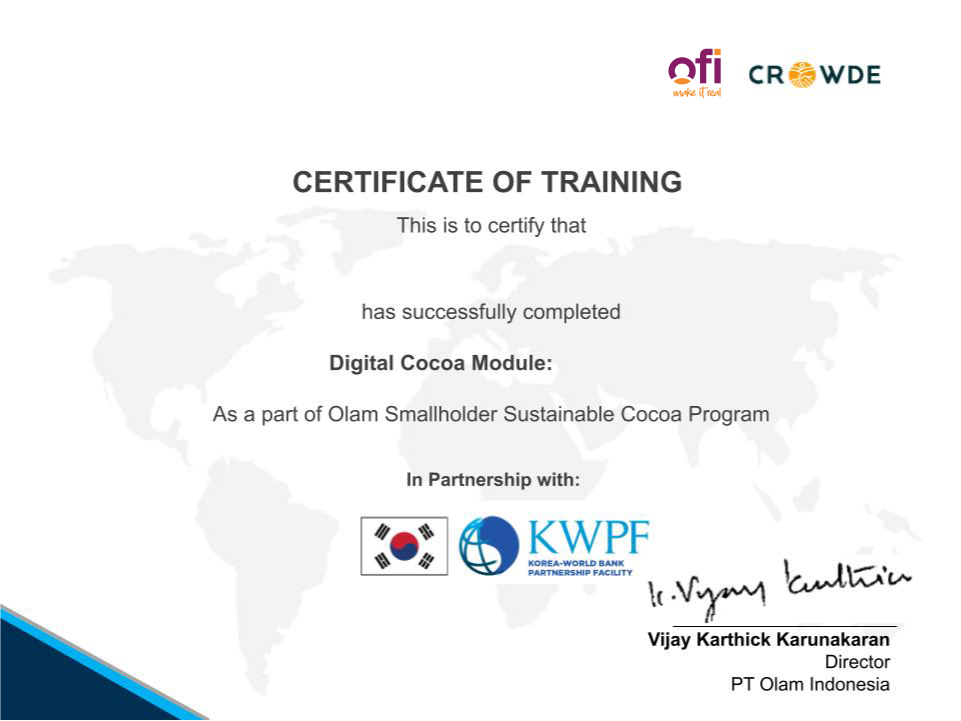 ofi
make it real
CROWDE
CERTIFICATE OF TRAINING
This is to certify that
has successfully completed
Digital Cocoa Module:
As a part of Olam Smallholder Sustainable Cocoa Program
In Partnership with:
KWPF
KOREA-WORLD BANK
PARTNERSHIP FACILITY
K. Vijay Karthick
Vijay Karthick Karunakaran
Director
PT Olam Indonesia